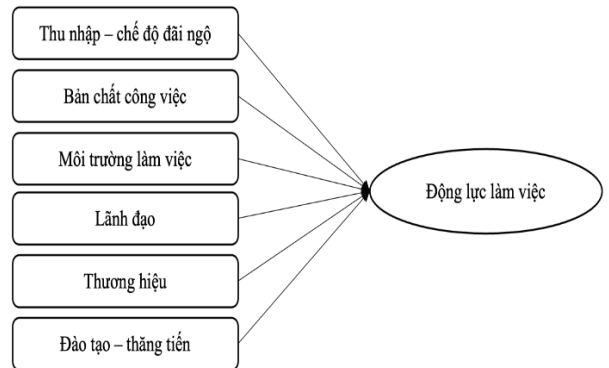 Thu nhập – chế độ đãi ngộ
Bản chất công việc
Môi trường làm việc
Lãnh đạo
Thương hiệu
Đào tạo – thăng tiến
Động lực làm việc